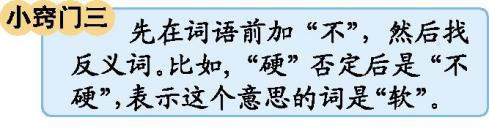 小窍门三
先在词语前加“不”，然后找
反义词。比如，“硬”否定后是“不
硬”，表示这个意思的词是“软”。